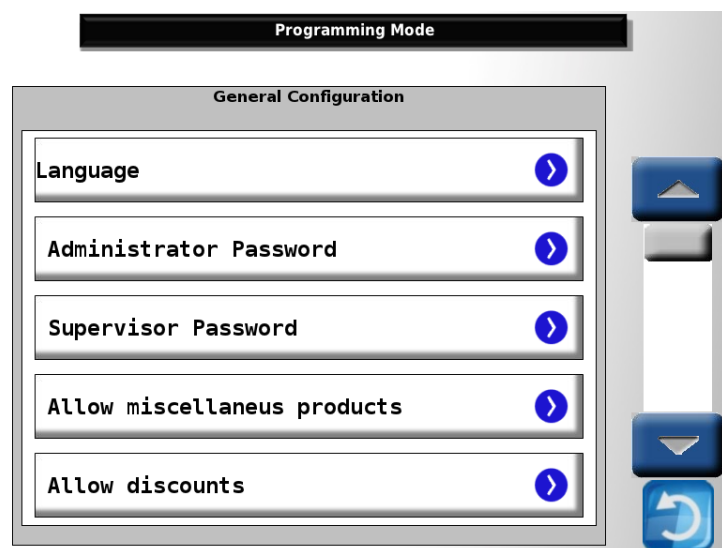 Programming Mode
General Configuration
Language
Administrator Password
Supervisor Password
Allow miscellaneus products
Allow discounts